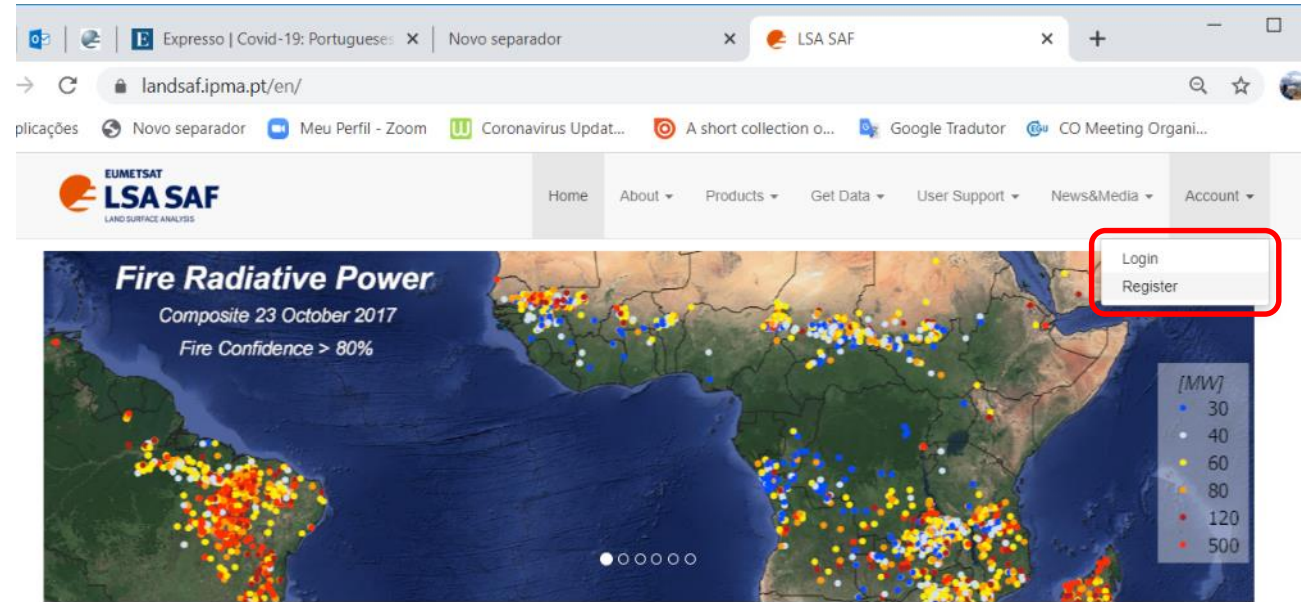 Expresso | Covid-19: Portugueses
Novo separador
LSA SAF
landsaf.ipma.pt/en/
plicações
Novo separador
Meu Perfil - Zoom
Coronavirus Updat...
A short collection o...
Google Tradutor
CO Meeting Organi...
EUMETSAT
LSA SAF
LAND SURFACE ANALYSIS
Home
About
Products
Get Data
User Support
News&Media
Account
Login
Register
Fire Radiative Power
Composite 23 October 2017
Fire Confidence > 80%
[MW]
30
40
60
80
120
500